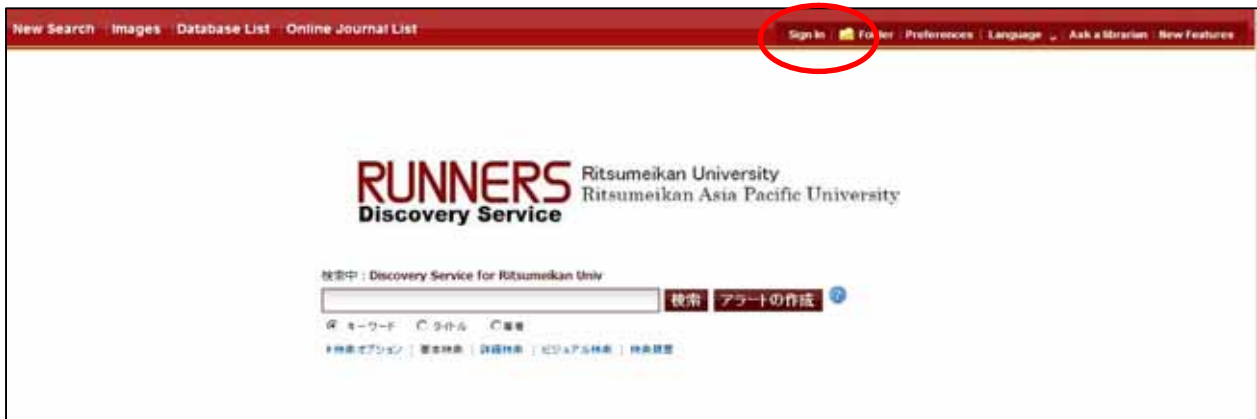 New Search Images Database List Online Journal List
Sign In Folder Preferences Language Ask a librarian New Features
RUNNERS
Discovery Service
Ritsumeikan University
Ritsumeikan Asia Pacific University
検索中 : Discovery Service for Ritsumeikan Univ
検索 アラートの作成 ?
キーワード タイトル 著者
検索オプション | 基本検索 | 詳細検索 | ビジュアル検索 | 検索履歴